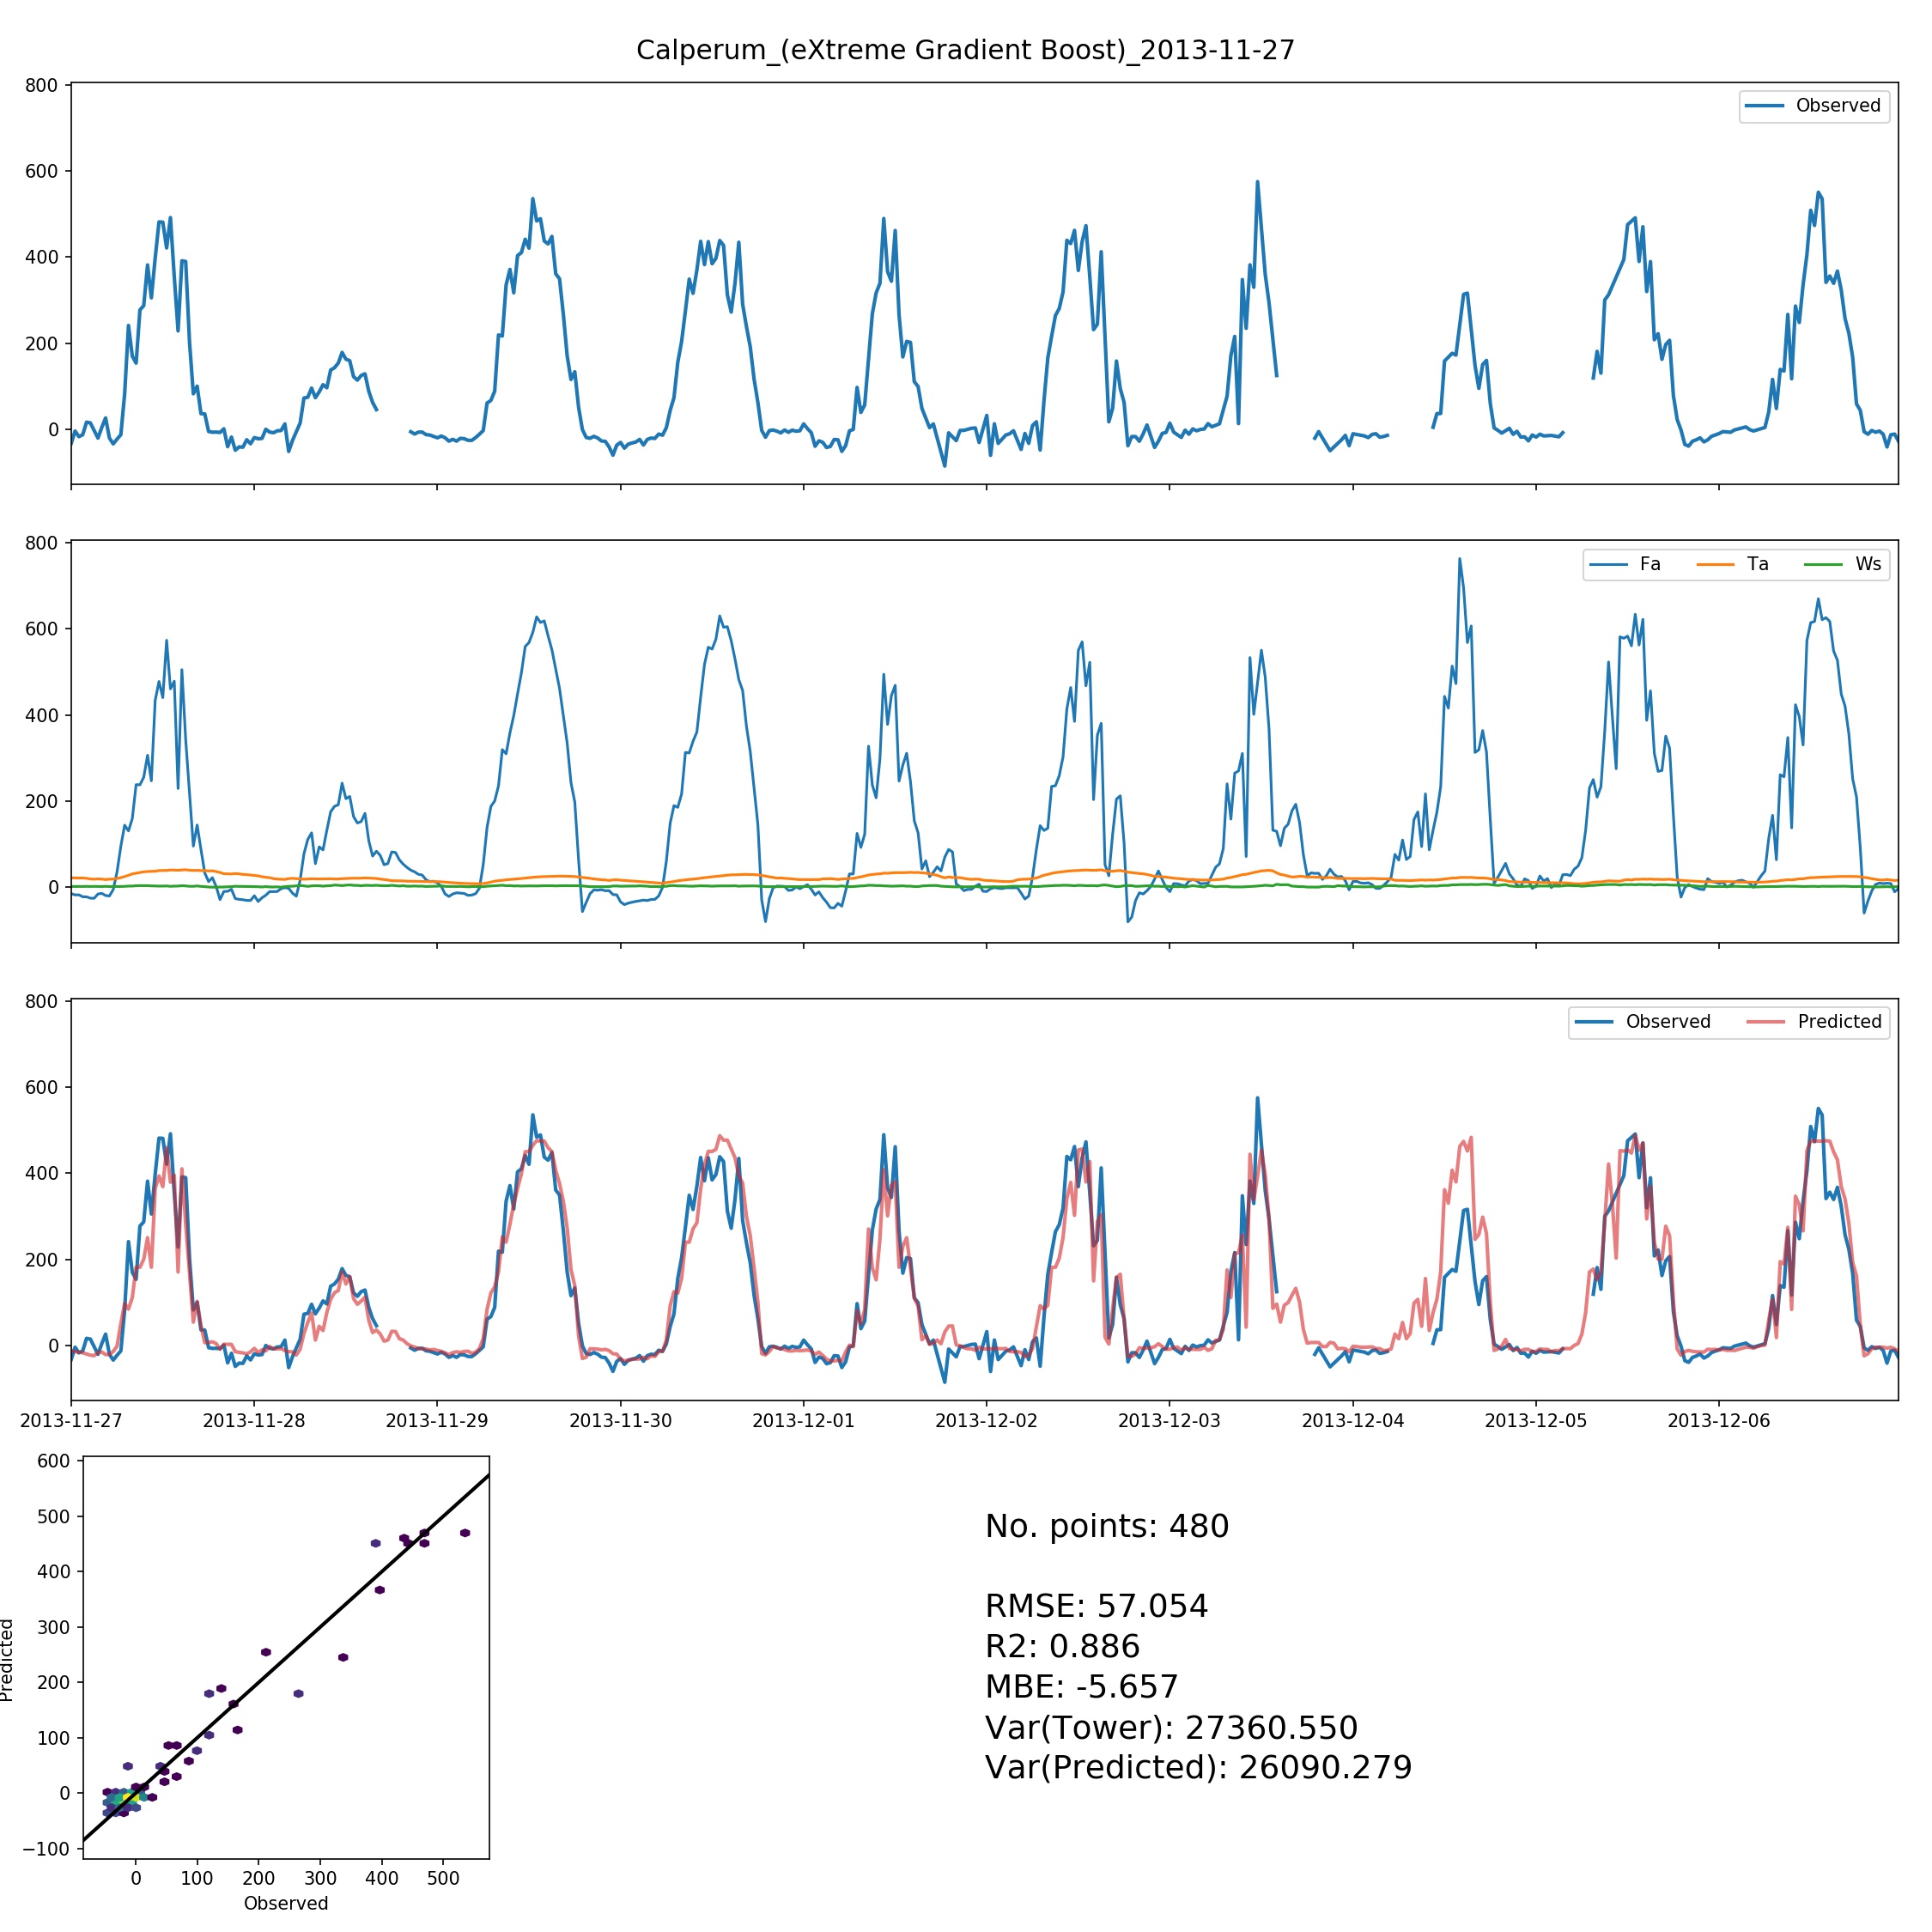 Calperum_(eXtreme Gradient Boost)_2013-11-27
800
600
400
200
0
Observed
800
600
400
200
0
Fa Ta Ws
800
600
400
200
0
Observed Predicted
2013-11-27 2013-11-28 2013-11-29 2013-11-30 2013-12-01 2013-12-02 2013-12-03 2013-12-04 2013-12-05 2013-12-06
600
500
400
300
200
100
0
−100
Predicted
0 100 200 300 400 500
Observed
No. points: 480
RMSE: 57.054
R2: 0.886
MBE: -5.657
Var(Tower): 27360.550
Var(Predicted): 26090.279